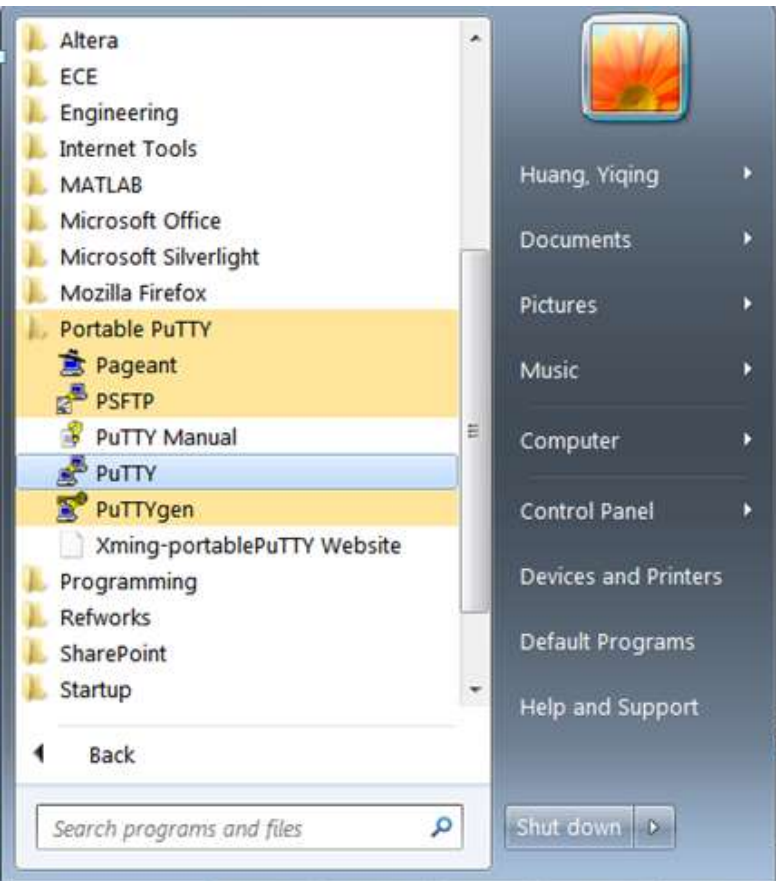 Altera
ECE
Engineering
Internet Tools
MATLAB
Microsoft Office
Microsoft Silverlight
Mozilla Firefox
Portable PuTTY
Pageant
PSFTP
PuTTY Manual
PuTTY
PuTTYgen
Xming-portablePuTTY Website
Programming
Refworks
SharePoint
Startup
Back
Search programs and files
Huang, Yiqing
Documents
Pictures
Music
Computer
Control Panel
Devices and Printers
Default Programs
Help and Support
Shut down